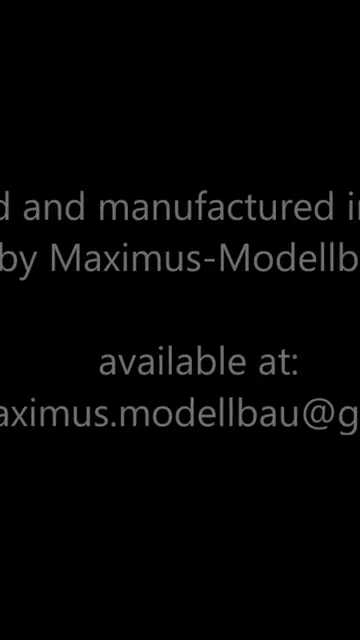 d and manufactured i
by Maximus-Modellb
available at:
aximus.modellbau@g